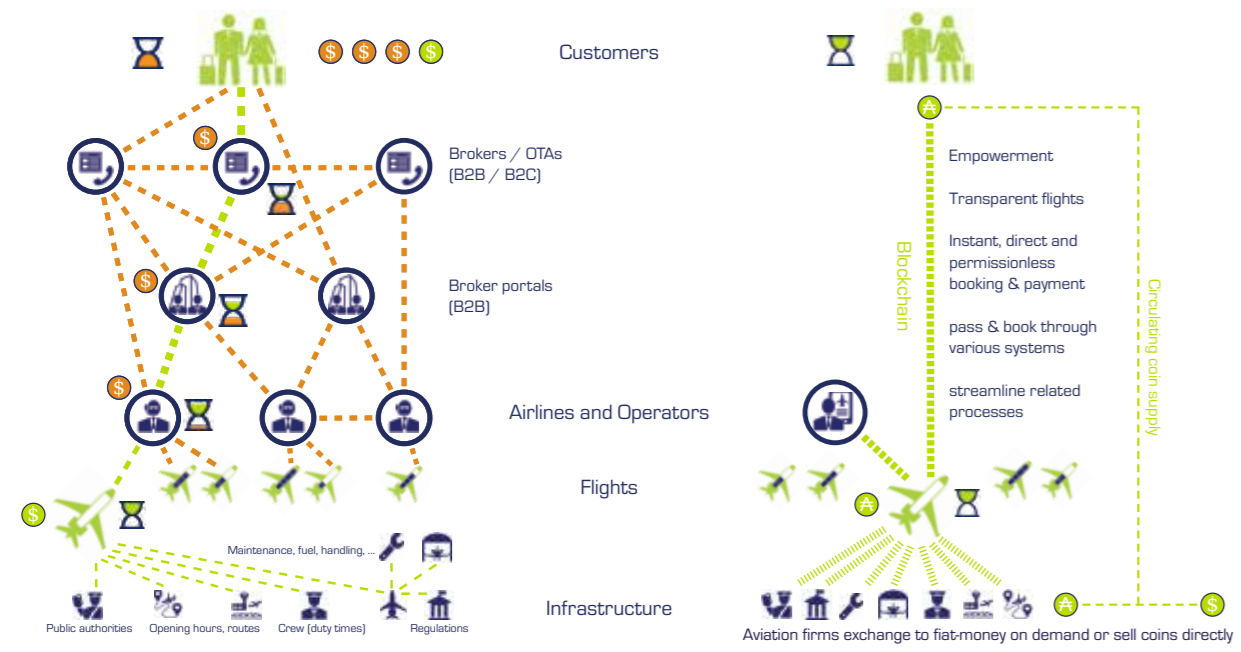 $ $ $ $
Customers
$
Brokers / OTAs
(B2B / B2C)
$
Broker portals
(B2B)
$
Airlines and Operators
Flights
$
Maintenance, fuel, handling, ...
Public authorities
Opening hours, routes
Crew (duty times)
Regulations
Infrastructure
₳
Empowerment
Transparent flights
Instant, direct and
permissionless
booking & payment
pass & book through
various systems
streamline related
processes
Blockchain
Circulating coin supply
₳
₳
$
Aviation firms exchange to fiat-money on demand or sell coins directly